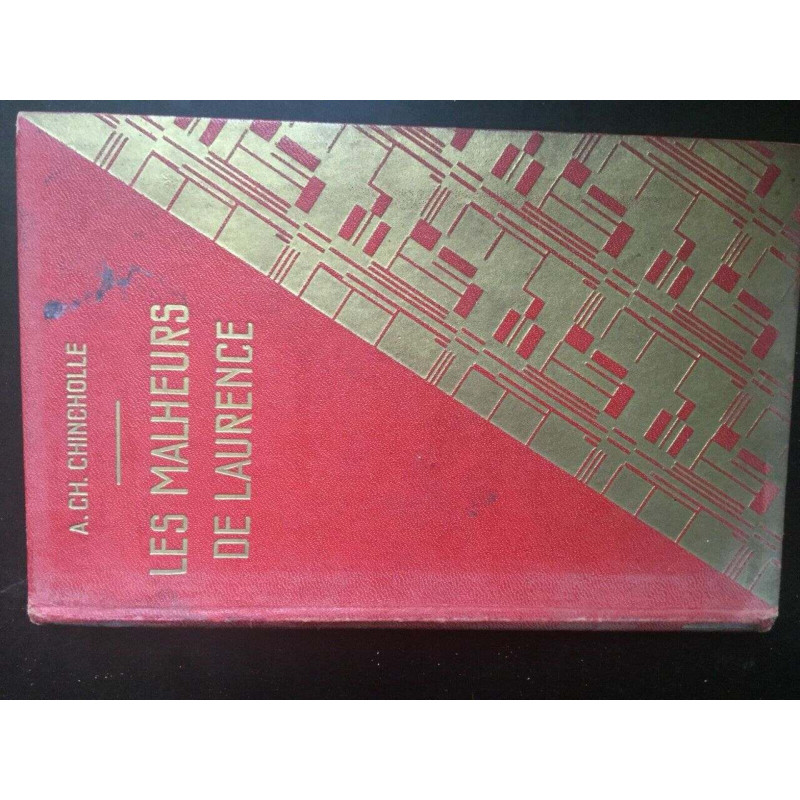 A. CH. CHINCHOLLE
LES MALHEURS
DE LAURENCE